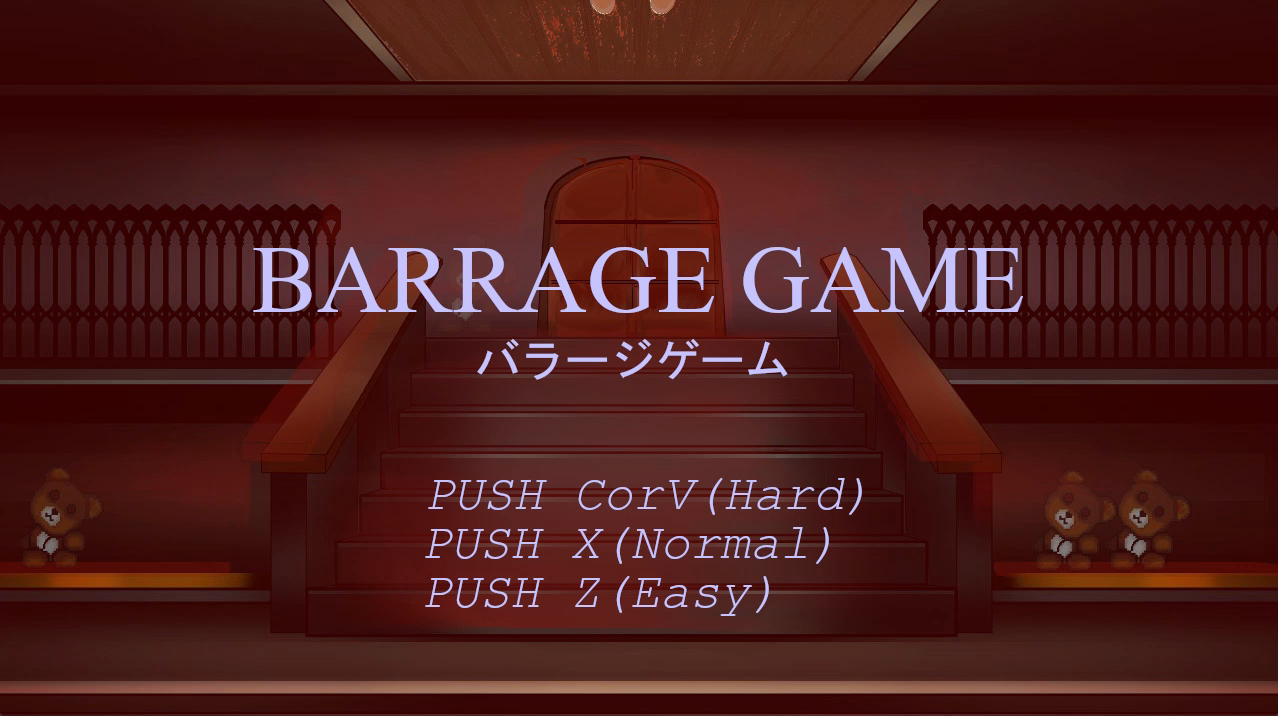 BARRAGE GAME
バラージゲーム
PUSH CorV(Hard)
PUSH X(Normal)
PUSH Z(Easy)